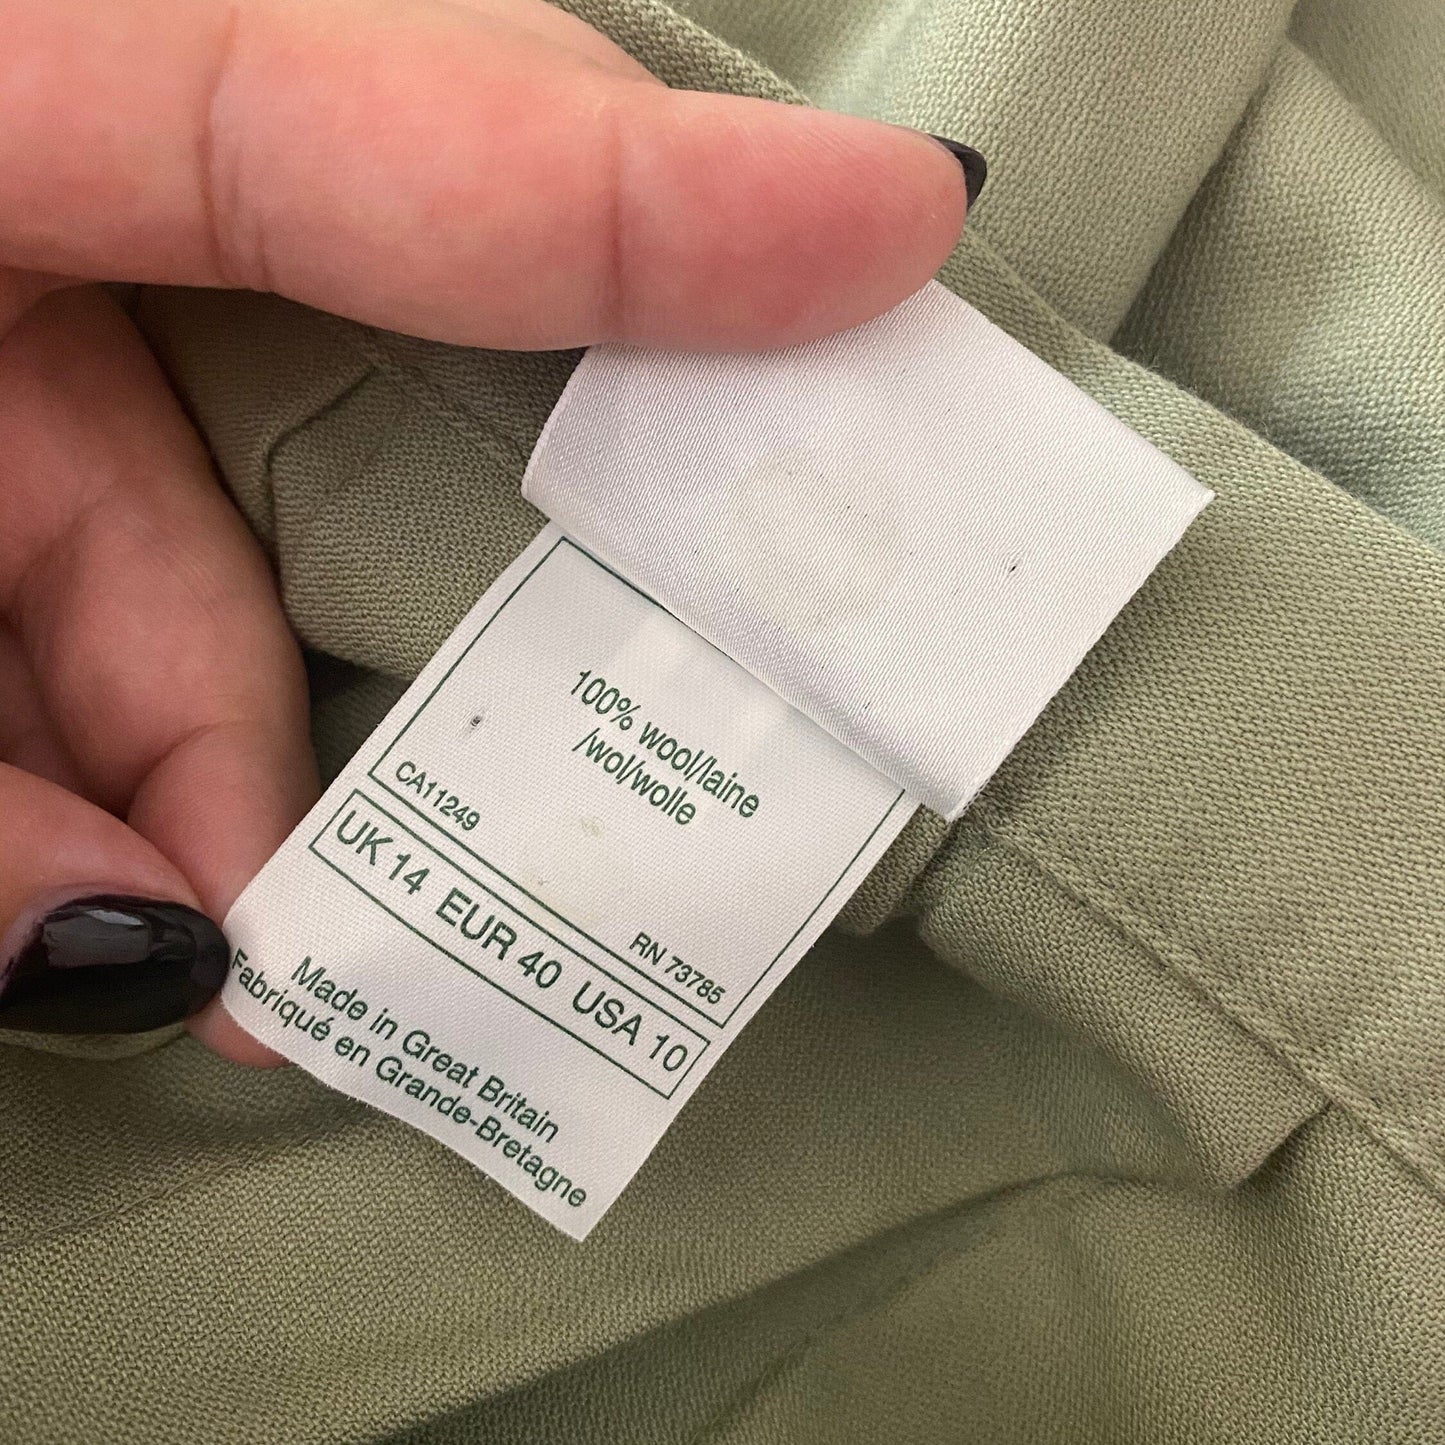 100% wool/laine
/wol/wolle
CA11249
RN 73785
UK 14 EUR 40 USA 10
Made in Great Britain
Fabriqué en Grande-Bretagne